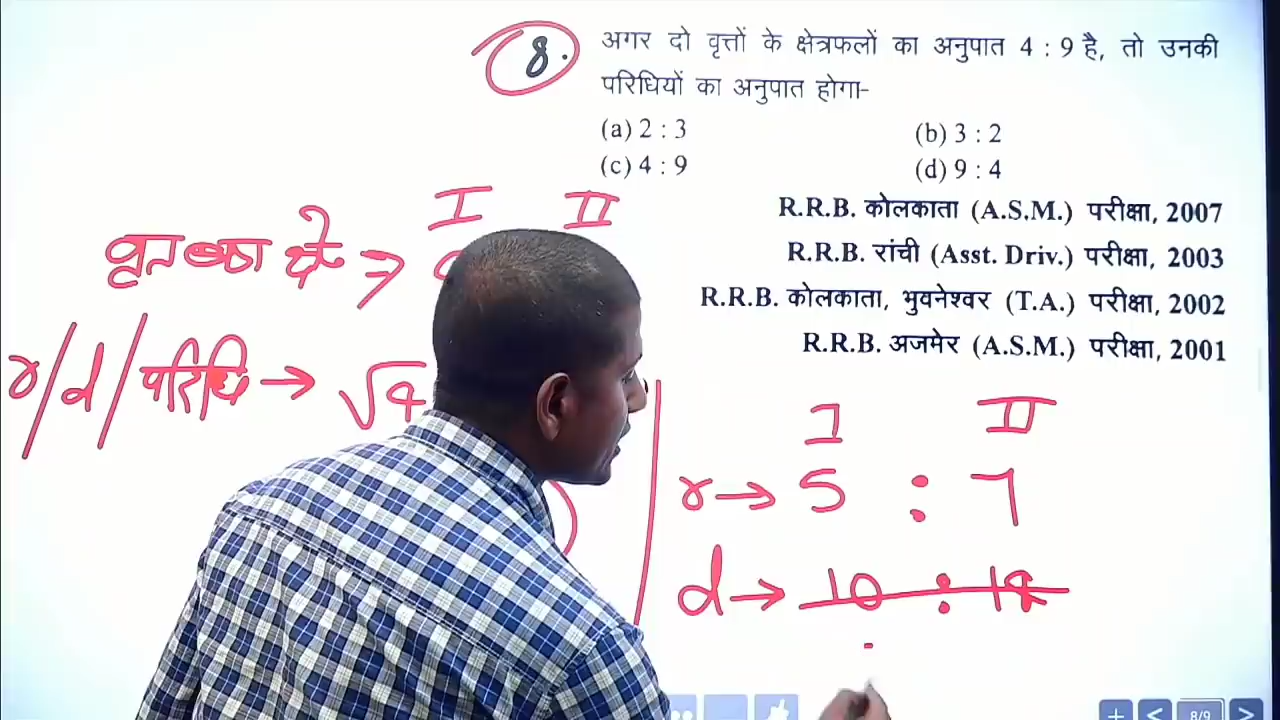 8. अगर दो वृत्तों के क्षेत्रफलों का अनुपात 4 : 9 है, तो उनकी
परिधियों का अनुपात होगा-
(a) 2 : 3 (b) 3 : 2
(c) 4 : 9 (d) 9 : 4
R.R.B. कोलकाता (A.S.M.) परीक्षा, 2007
R.R.B. रांची (Asst. Driv.) परीक्षा, 2003
R.R.B. कोलकाता, भुवनेश्वर (T.A.) परीक्षा, 2002
R.R.B. अजमेर (A.S.M.) परीक्षा, 2001
I II
r/d/परिधि → √4
I II
r → 5 : 7
d → 10 : 14
8/9